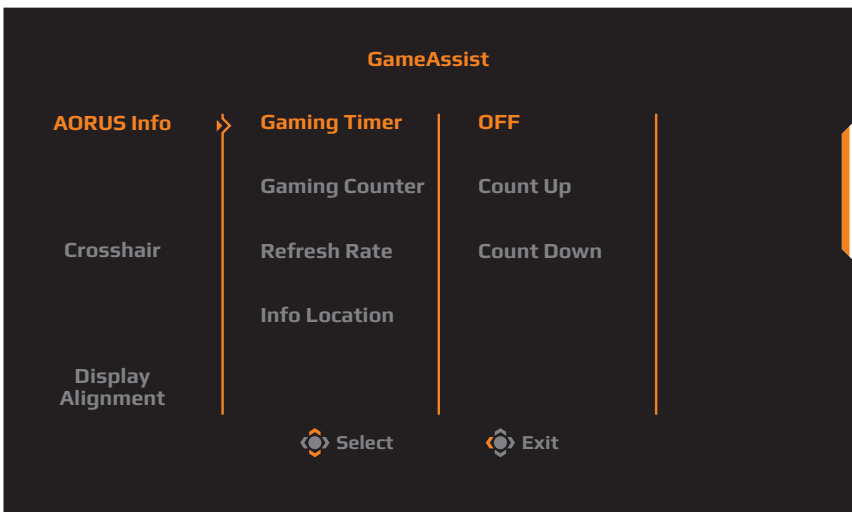 GameAssist
AORUS Info
Gaming Timer
OFF
Gaming Counter
Count Up
Crosshair
Refresh Rate
Count Down
Info Location
Display
Alignment
Select
Exit